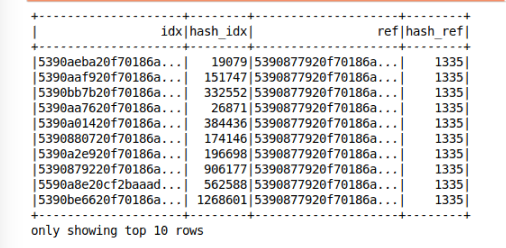 +--------------------+--------+--------------------+--------+
|                 idx|hash_idx|                 ref|hash_ref|
+--------------------+--------+--------------------+--------+
|5390aeba20f70186a...|   19079|5390877920f70186a...|    1335|
|5390aaf920f70186a...|  151747|5390877920f70186a...|    1335|
|5390bb7b20f70186a...|  332552|5390877920f70186a...|    1335|
|5390aa7620f70186a...|   26871|5390877920f70186a...|    1335|
|5390a01420f70186a...|  384436|5390877920f70186a...|    1335|
|5390880720f70186a...|  174146|5390877920f70186a...|    1335|
|5390a2e920f70186a...|  196698|5390877920f70186a...|    1335|
|5390879220f70186a...|  906177|5390877920f70186a...|    1335|
|5590a8e20cf2baaad...|  562588|5390877920f70186a...|    1335|
|5390be6620f70186a...| 1268601|5390877920f70186a...|    1335|
+--------------------+--------+--------------------+--------+
only showing top 10 rows